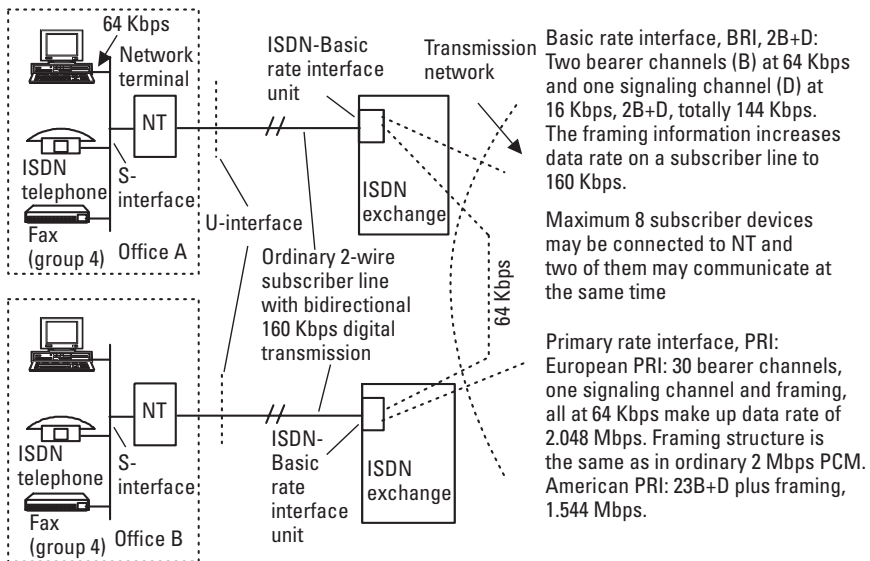 64 Kbps
Network
terminal
NT
ISDN
telephone
S-
interface
Fax
(group 4)
Office A
ISDN-Basic
rate interface
unit
Transmission
network
ISDN
exchange
U-interface
Ordinary 2-wire
subscriber line
with bidirectional
160 Kbps digital
transmission
64 Kbps
NT
ISDN
telephone
S-
interface
Fax
(group 4)
Office B
ISDN-
Basic
rate
interface
unit
ISDN
exchange
Basic rate interface, BRI, 2B+D:
Two bearer channels (B) at 64 Kbps
and one signaling channel (D) at
16 Kbps, 2B+D, totally 144 Kbps.
The framing information increases
data rate on a subscriber line to
160 Kbps.
Maximum 8 subscriber devices
may be connected to NT and
two of them may communicate at
the same time
Primary rate interface, PRI:
European PRI: 30 bearer channels,
one signaling channel and framing,
all at 64 Kbps make up data rate of
2.048 Mbps. Framing structure is
the same as in ordinary 2 Mbps PCM.
American PRI: 23B+D plus framing,
1.544 Mbps.